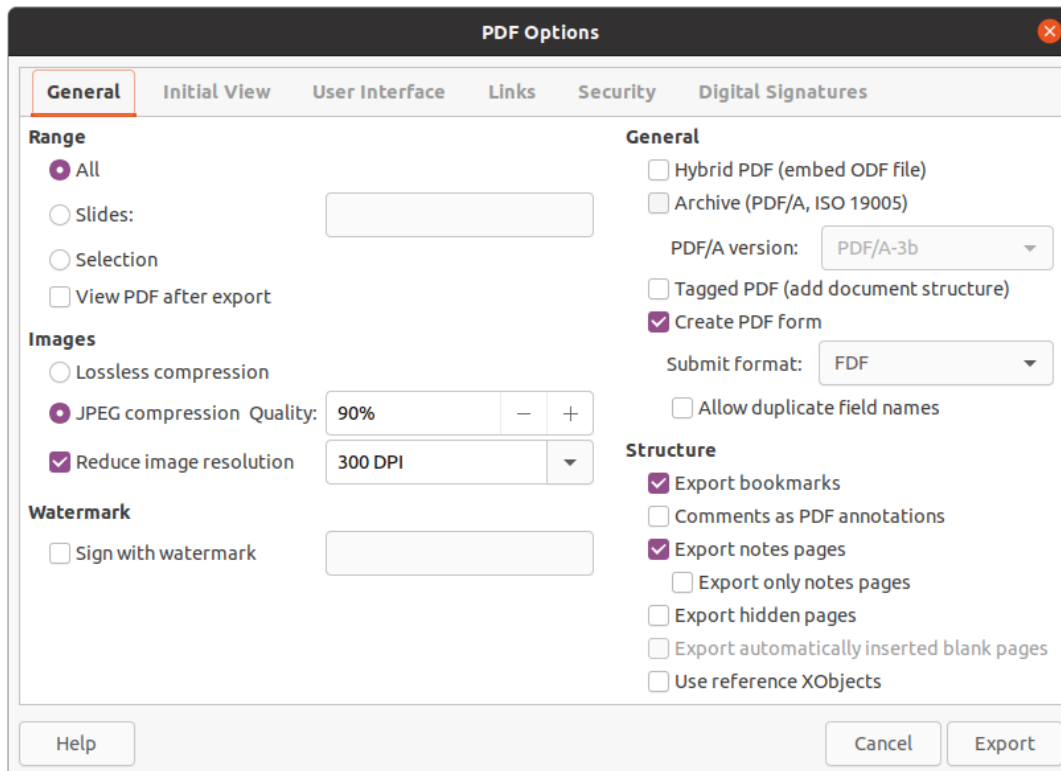 PDF Options
General Initial View User Interface Links Security Digital Signatures
Range
All
Slides:
Selection
View PDF after export
Images
Lossless compression
JPEG compression Quality: 90%
Reduce image resolution 300 DPI
Watermark
Sign with watermark
General
Hybrid PDF (embed ODF file)
Archive (PDF/A, ISO 19005)
PDF/A version: PDF/A-3b
Tagged PDF (add document structure)
Create PDF form
Submit format: FDF
Allow duplicate field names
Structure
Export bookmarks
Comments as PDF annotations
Export notes pages
Export only notes pages
Export hidden pages
Export automatically inserted blank pages
Use reference XObjects
Help Cancel Export